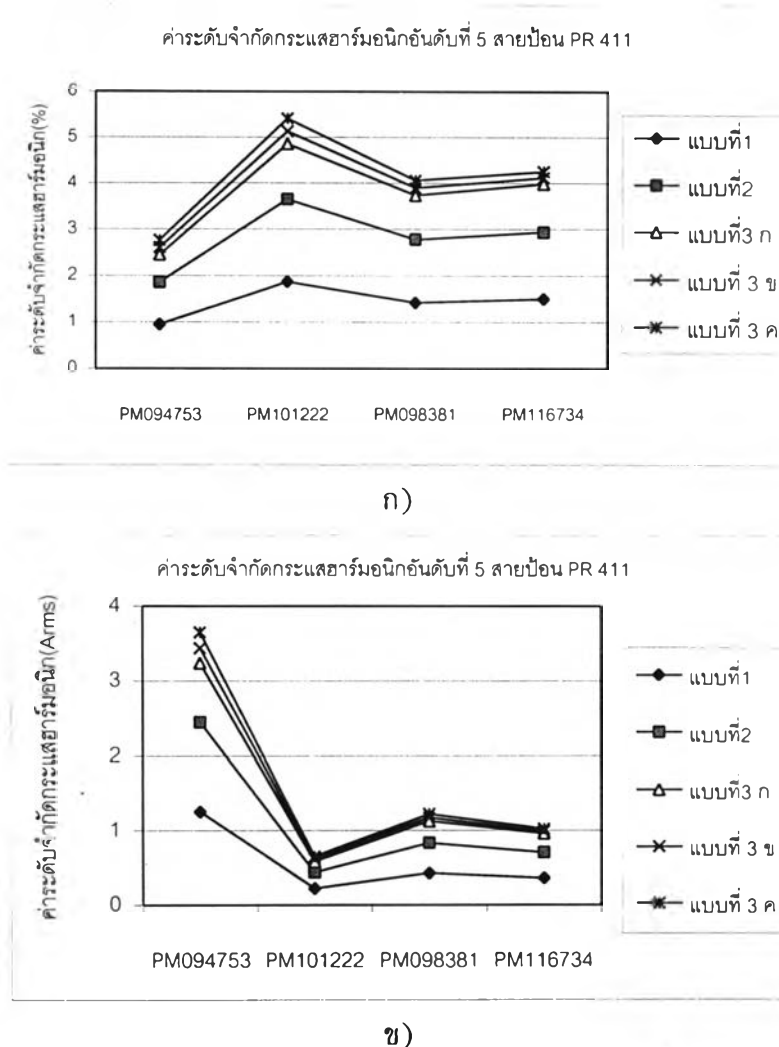 ค่าระดับจำกัดกระแสฮาร์มอนิกอันดับที่ 5 สายป้อน PR 411
ค่าระดับจำกัดกระแสฮาร์มอนิก(%)
6
5
4
3
2
1
0
PM094753 PM101222 PM098381 PM116734
แบบที่1
แบบที่2
แบบที่3 ก
แบบที่ 3 ข
แบบที่ 3 ค
ก)
ค่าระดับจำกัดกระแสฮาร์มอนิกอันดับที่ 5 สายป้อน PR 411
ค่าระดับจำกัดกระแสฮาร์มอนิก(Arms)
4
3
2
1
0
PM094753 PM101222 PM098381 PM116734
แบบที่1
แบบที่2
แบบที่3 ก
แบบที่ 3 ข
แบบที่ 3 ค
ข)